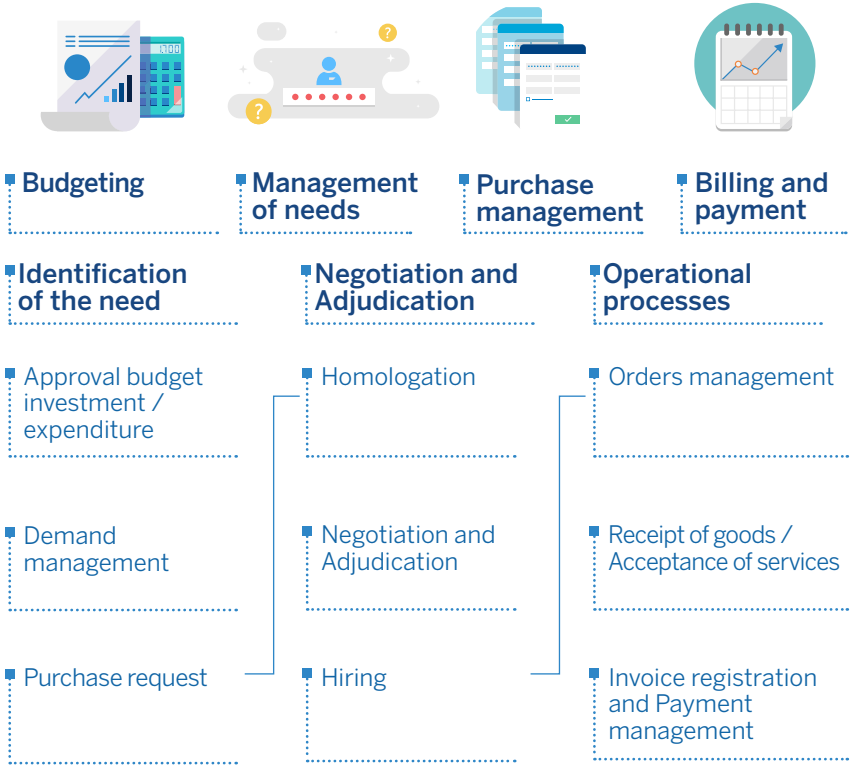 1700
Budgeting
Management
of needs
Purchase
management
Billing and
payment
Identification
of the need
Negotiation and
Adjudication
Operational
processes
Approval budget
investment /
expenditure
Homologation
Orders management
Demand
management
Negotiation and
Adjudication
Receipt of goods /
Acceptance of services
Purchase request
Hiring
Invoice registration
and Payment
management